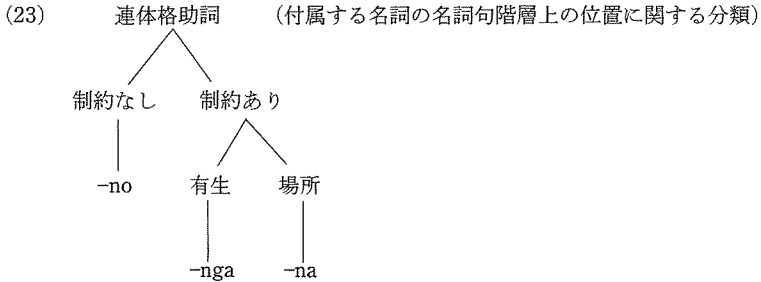 (23) 連体格助詞 (付属する名詞の名詞句階層上の位置に関する分類)
制約なし 制約あり
-no 有生 場所
-nga -na